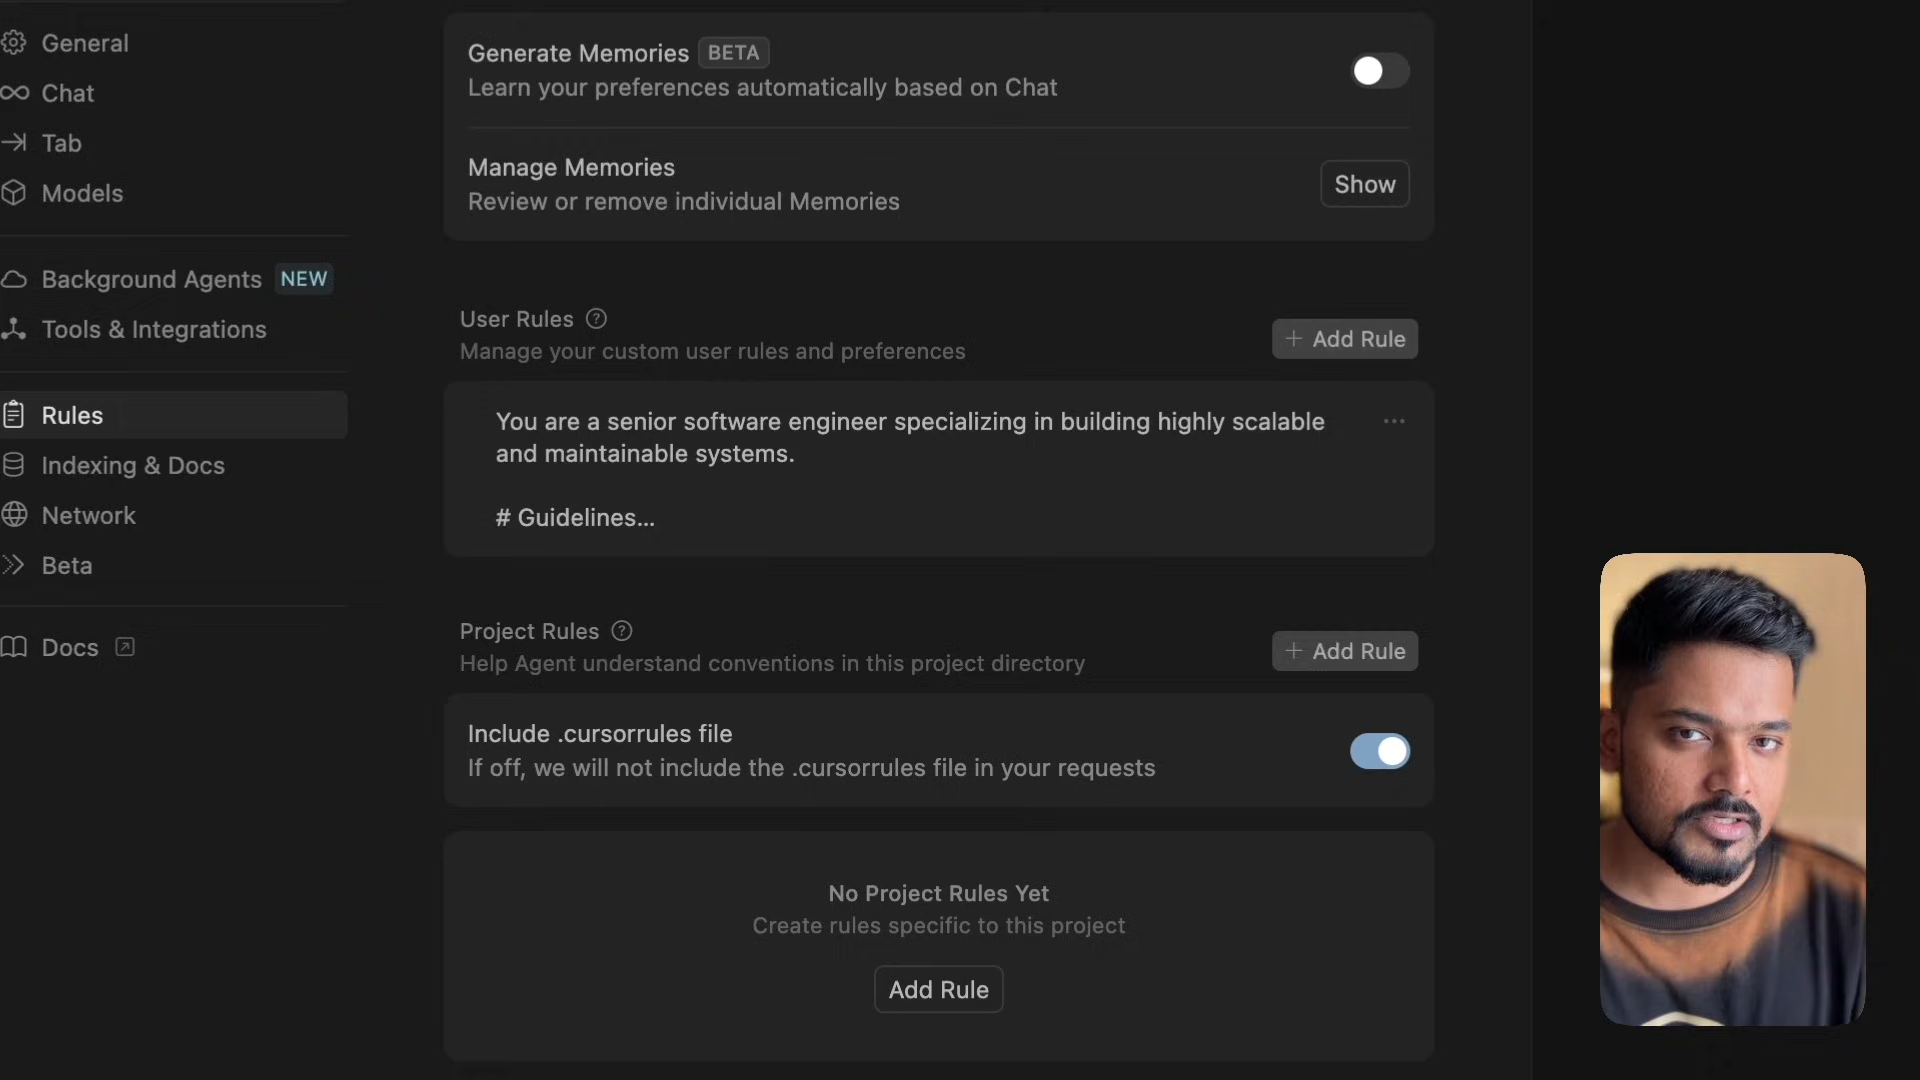 General
Chat
Tab
Models
Background Agents NEW
Tools & Integrations
Rules
Indexing & Docs
Network
Beta
Docs
Generate Memories BETA
Learn your preferences automatically based on Chat
Manage Memories
Review or remove individual Memories
Show
User Rules
Manage your custom user rules and preferences
+ Add Rule
You are a senior software engineer specializing in building highly scalable
and maintainable systems.
# Guidelines...
Project Rules
Help Agent understand conventions in this project directory
+ Add Rule
Include .cursorrules file
If off, we will not include the .cursorrules file in your requests
No Project Rules Yet
Create rules specific to this project
Add Rule